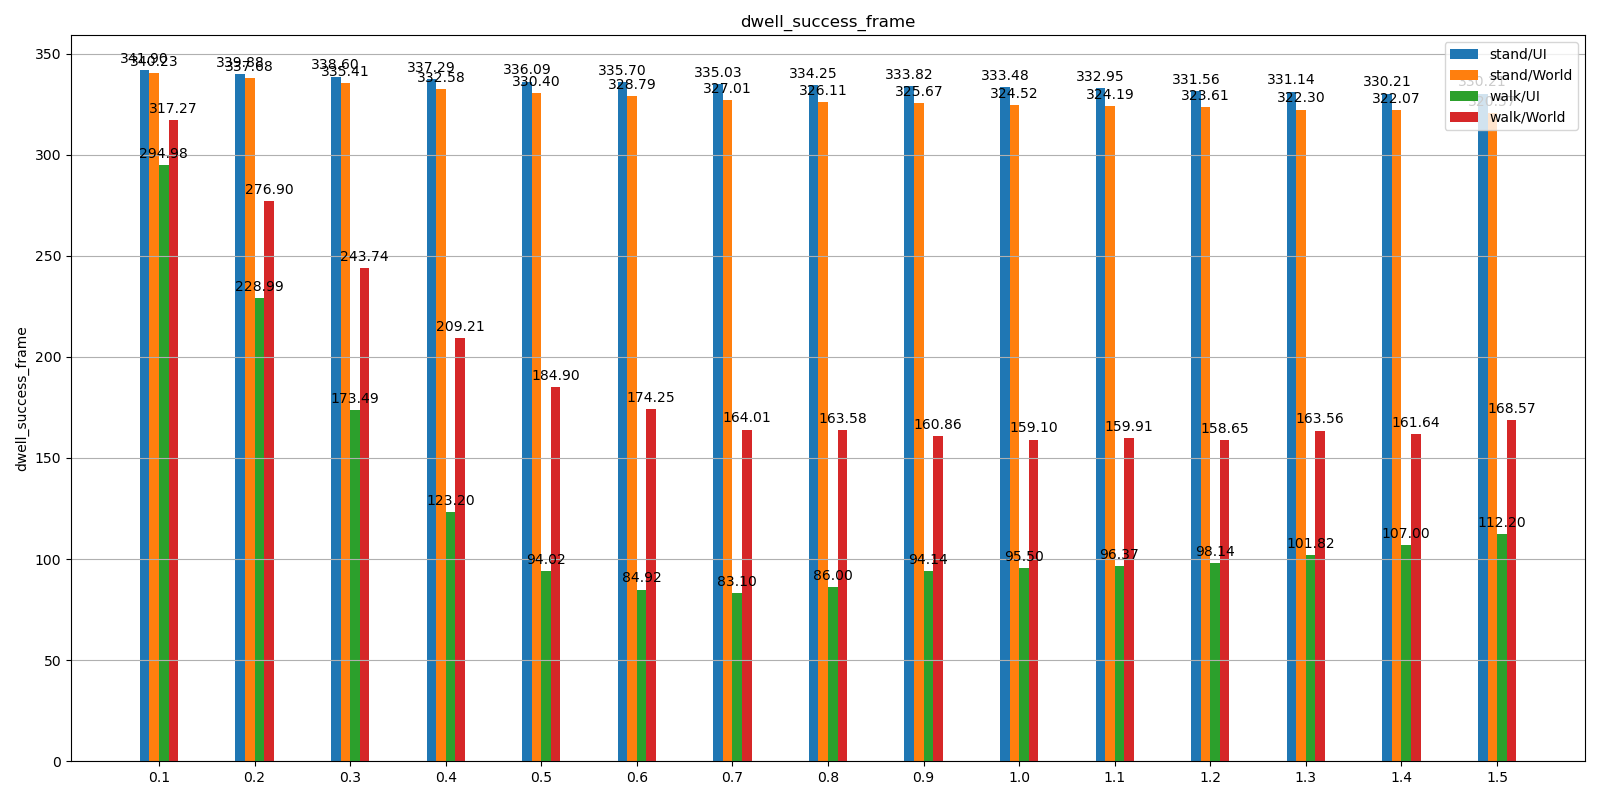 dwell_success_frame
350
300
250
200
150
100
50
0
dwell_success_frame
stand/UI
stand/World
walk/UI
walk/World
341.90 340.23 294.98 317.27
339.88 337.68 228.99 276.90
338.60 335.41 173.49 243.74
337.29 332.58 123.20 209.21
336.09 330.40 94.02 184.90
335.70 328.79 84.92 174.25
335.03 327.01 83.10 164.01
334.25 326.11 86.00 163.58
333.82 325.67 94.14 160.86
333.48 324.52 95.50 159.10
332.95 324.19 96.37 159.91
331.56 323.61 98.14 158.65
331.14 322.30 101.82 163.56
330.21 322.07 107.00 161.64
112.20 168.57
0.1 0.2 0.3 0.4 0.5 0.6 0.7 0.8 0.9 1.0 1.1 1.2 1.3 1.4 1.5